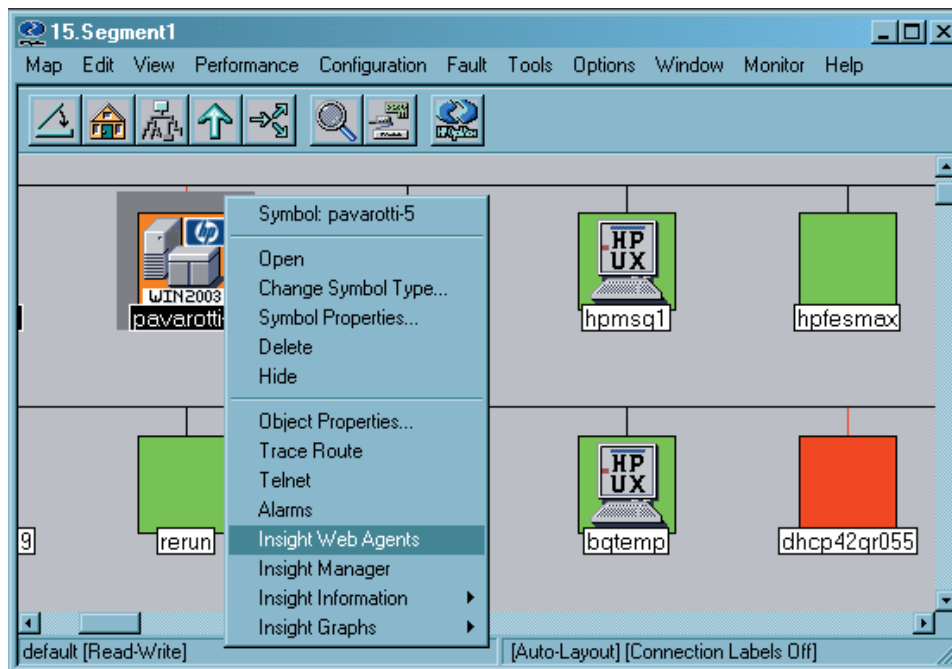 15.Segment1
Map Edit View Performance Configuration Fault Tools Options Window Monitor Help
hp
WIN2003
pavarotti-
Symbol: pavarotti-5
Open
Change Symbol Type...
Symbol Properties...
Delete
Hide
Object Properties...
Trace Route
Telnet
Alarms
Insight Web Agents
Insight Manager
Insight Information
Insight Graphs
HP
UX
hpmsq1
hpfesmax
9
rerun
HP
UX
bqtemp
dhcp42qr055
default [Read-Write]
[Auto-Layout] [Connection Labels Off]